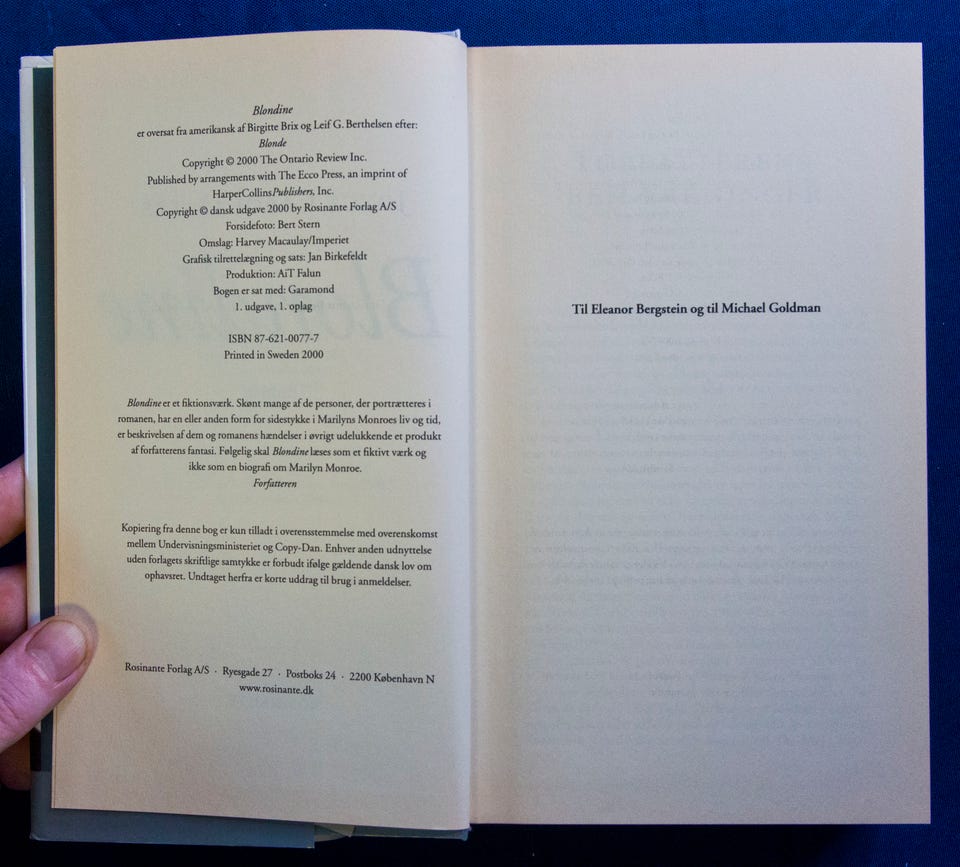 Blondine
er oversat fra amerikansk af Birgitte Brix og Leif G. Berthelsen efter:
Blonde
Copyright © 2000 The Ontario Review Inc.
Published by arrangements with The Ecco Press, an imprint of
HarperCollinsPublishers, Inc.
Copyright © dansk udgave 2000 by Rosinante Forlag A/S
Forsidefoto: Bert Stern
Omslag: Harvey Macaulay/Imperiet
Grafisk tilrettelægning og sats: Jan Birkefeldt
Produktion: AiT Falun
Bogen er sat med: Garamond
1. udgave, 1. oplag
ISBN 87-621-0077-7
Printed in Sweden 2000
Blondine er et fiktionsværk. Skønt mange af de personer, der portrætteres i
romanen, har en eller anden form for sidestykke i Marilyns Monroes liv og tid,
er beskrivelsen af dem og romanens hændelser i øvrigt udelukkende et produkt
af forfatterens fantasi. Følgelig skal Blondine læses som et fiktivt værk og
ikke som en biografi om Marilyn Monroe.
Forfatteren
Kopiering fra denne bog er kun tilladt i overensstemmelse med overenskomst
mellem Undervisningsministeriet og Copy-Dan. Enhver anden udnyttelse
uden forlagets skriftlige samtykke er forbudt ifølge gældende dansk lov om
ophavsret. Undtaget herfra er korte uddrag til brug i anmeldelser.
Rosinante Forlag A/S · Ryesgade 27 · Postboks 24 · 2200 København N
www.rosinante.dk
Til Eleanor Bergstein og til Michael Goldman